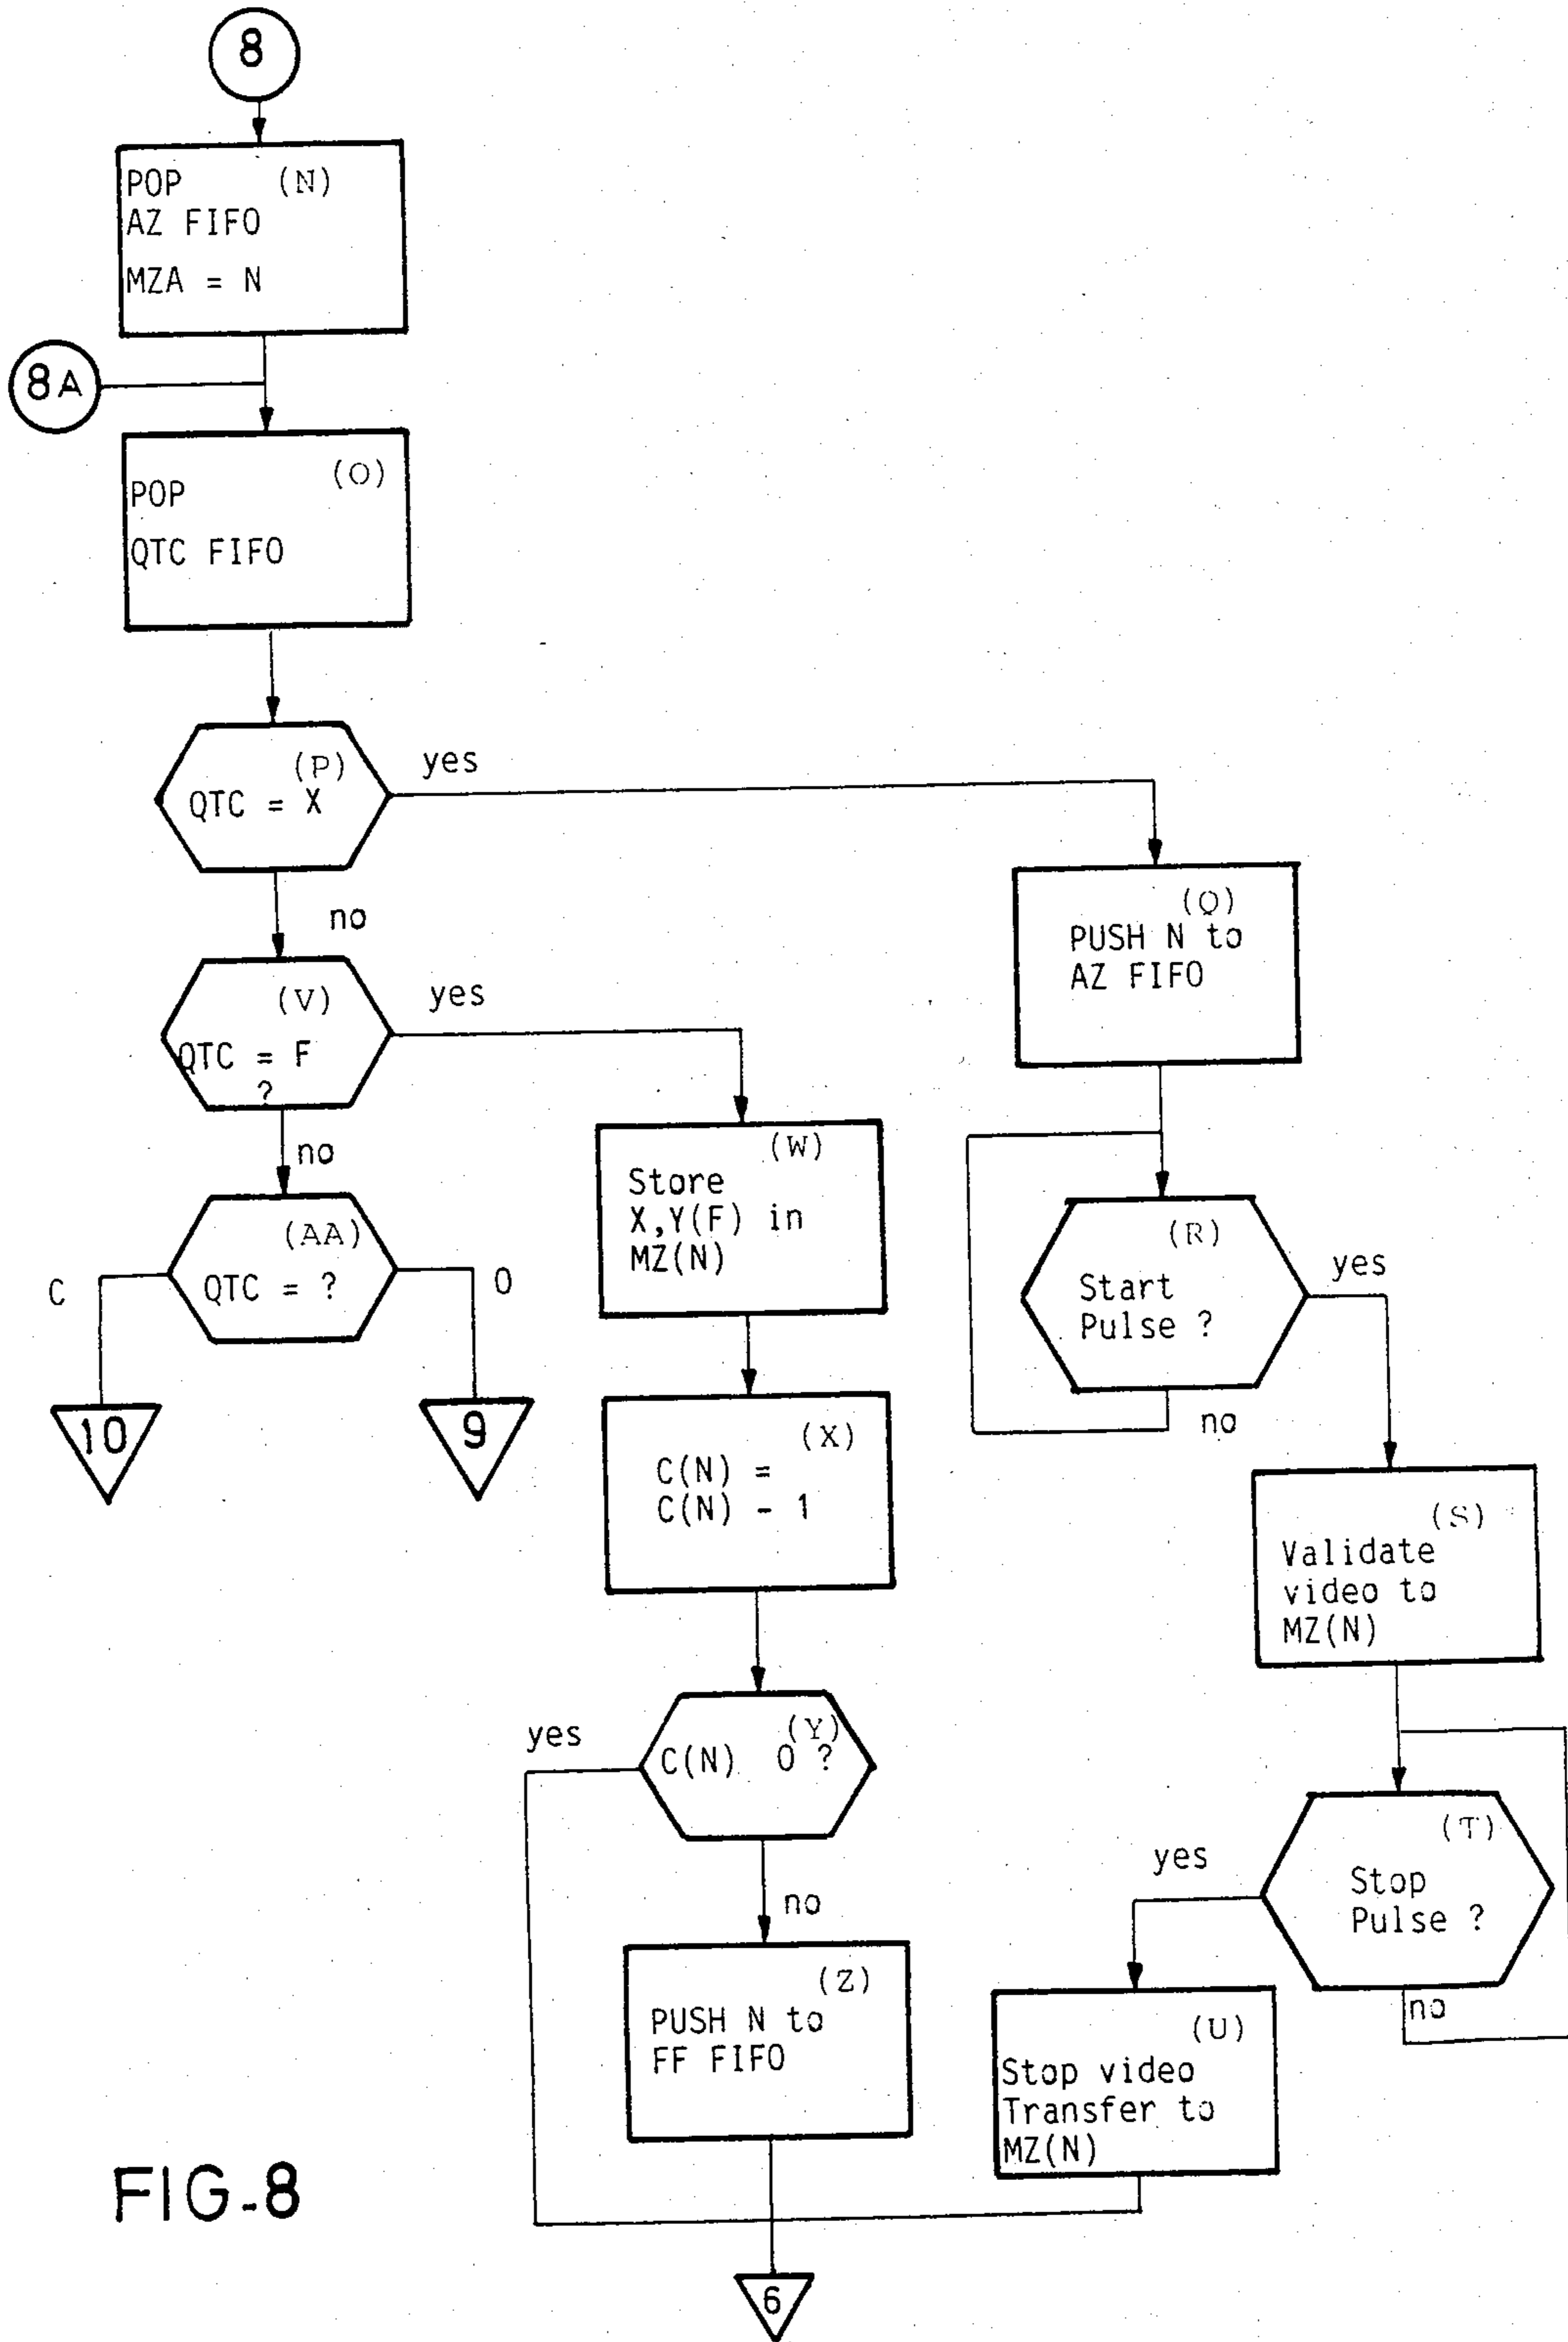 8
POP (N)
AZ FIFO
MZA = N
8A
(O)
POP
QTC FIFO
(P)
QTC = X
yes
no
(V)
QTC = F
?
yes
no
(AA)
QTC = ?
C
O
10
9
(W)
Store
X,Y(F) in
MZ(N)
(X)
C(N) =
C(N) - 1
(Y)
C(N) 0 ?
yes
no
(Z)
PUSH N to
FF FIFO
(Q)
PUSH N to
AZ FIFO
(R)
Start
Pulse ?
yes
no
(S)
Validate
video to
MZ(N)
(T)
Stop
Pulse ?
yes
no
(U)
Stop video
Transfer to
MZ(N)
6
FIG-8